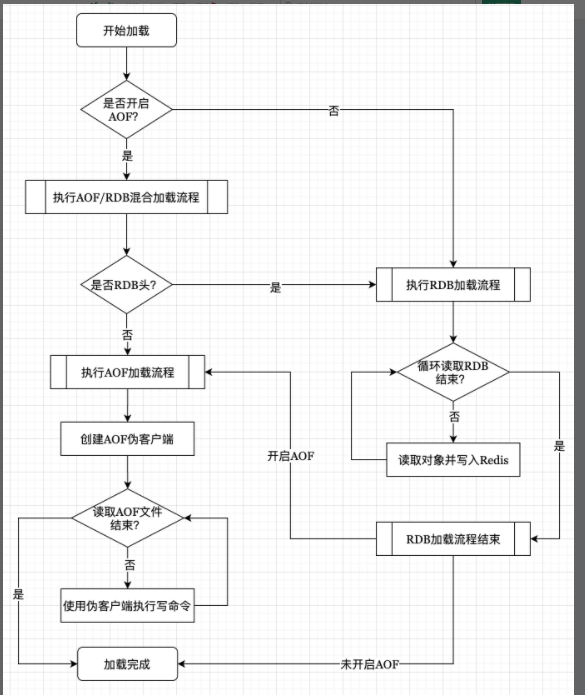 开始加载
是否开启
AOF?
否
是
执行AOF/RDB混合加载流程
是否RDB头?
是
执行RDB加载流程
否
执行AOF加载流程
循环读取RDB
结束?
否
创建AOF伪客户端
开启AOF
读取对象并写入Redis
是
读取AOF文件
结束?
RDB加载流程结束
否
是
使用伪客户端执行写命令
加载完成
未开启AOF